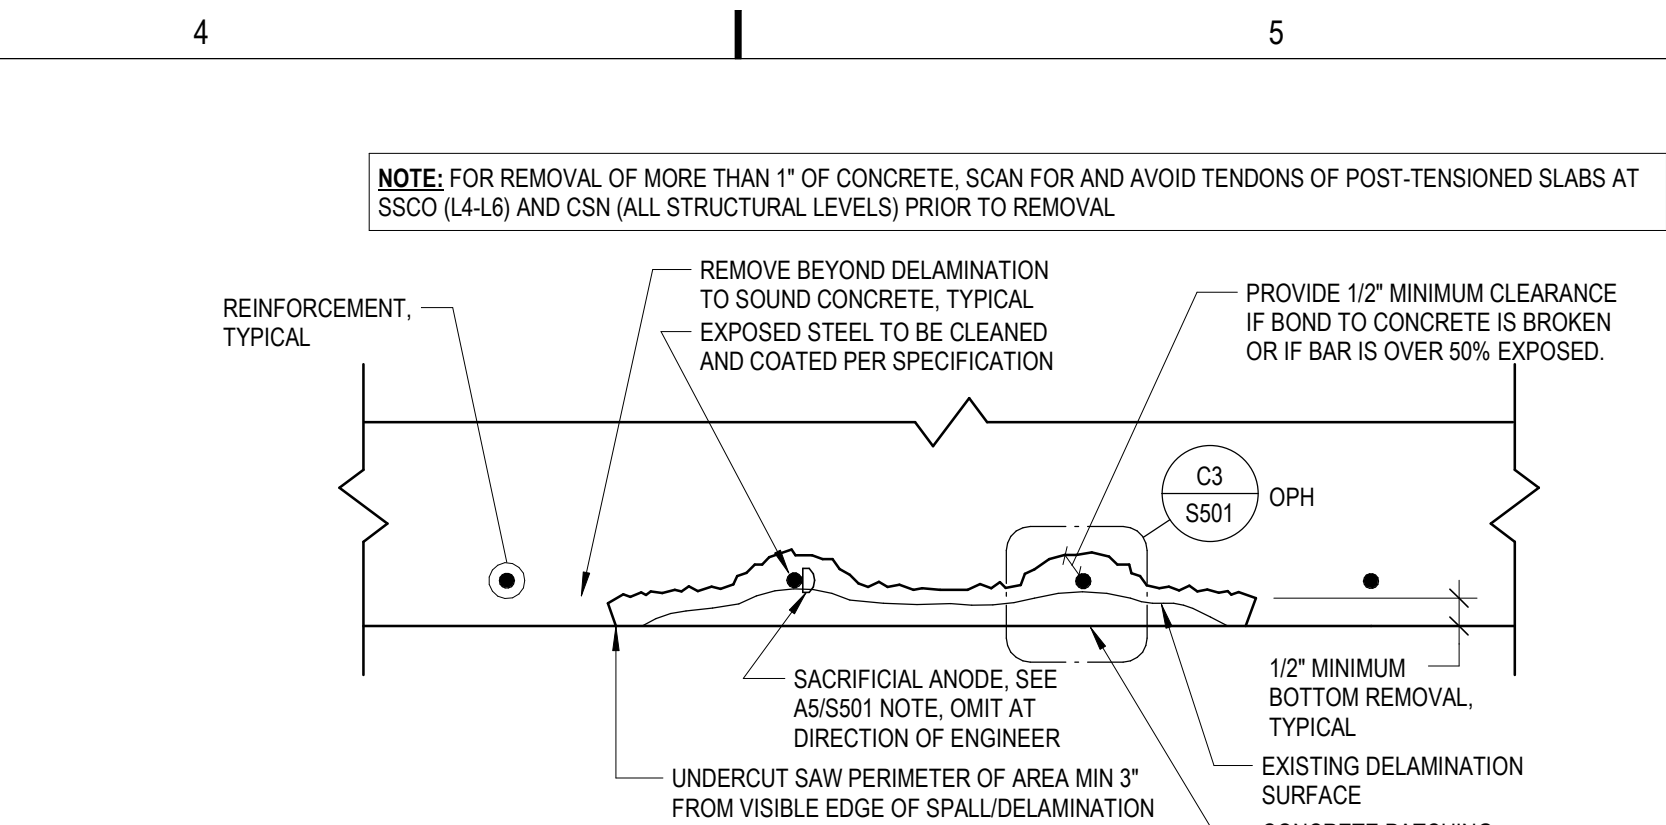 4
5
NOTE: FOR REMOVAL OF MORE THAN 1" OF CONCRETE, SCAN FOR AND AVOID TENDONS OF POST-TENSIONED SLABS AT
SSCO (L4-L6) AND CSN (ALL STRUCTURAL LEVELS) PRIOR TO REMOVAL
REINFORCEMENT,
TYPICAL
REMOVE BEYOND DELAMINATION
TO SOUND CONCRETE, TYPICAL
EXPOSED STEEL TO BE CLEANED
AND COATED PER SPECIFICATION
PROVIDE 1/2" MINIMUM CLEARANCE
IF BOND TO CONCRETE IS BROKEN
OR IF BAR IS OVER 50% EXPOSED.
C3
S501
OPH
SACRIFICIAL ANODE, SEE
A5/S501 NOTE, OMIT AT
DIRECTION OF ENGINEER
1/2" MINIMUM
BOTTOM REMOVAL,
TYPICAL
UNDERCUT SAW PERIMETER OF AREA MIN 3"
FROM VISIBLE EDGE OF SPALL/DELAMINATION
EXISTING DELAMINATION
SURFACE
CONCRETE PATCHING